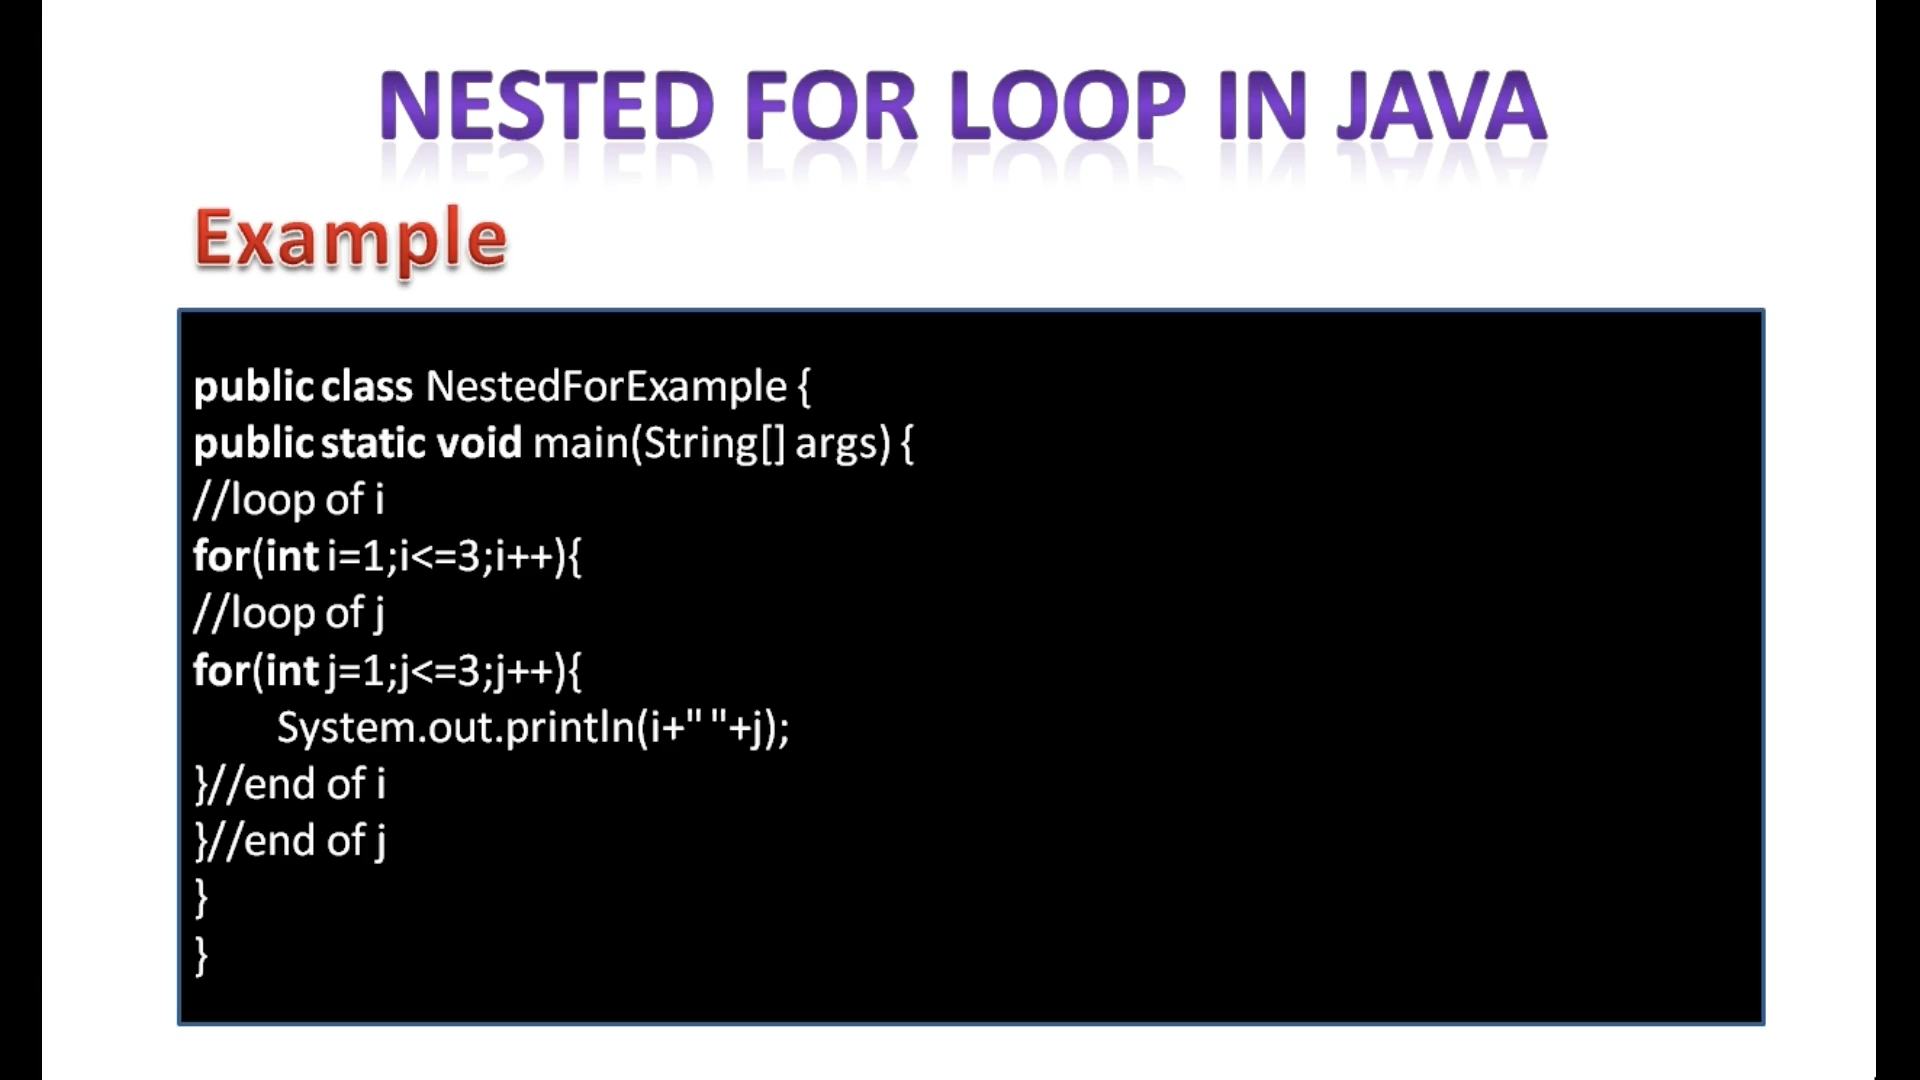 NESTED FOR LOOP IN JAVA
Example
public class NestedForExample {
public static void main(String[] args) {
//loop of i
for(int i=1;i<=3;i++){
//loop of j
for(int j=1;j<=3;j++){
System.out.println(i+" "+j);
}//end of i
}//end of j
}
}